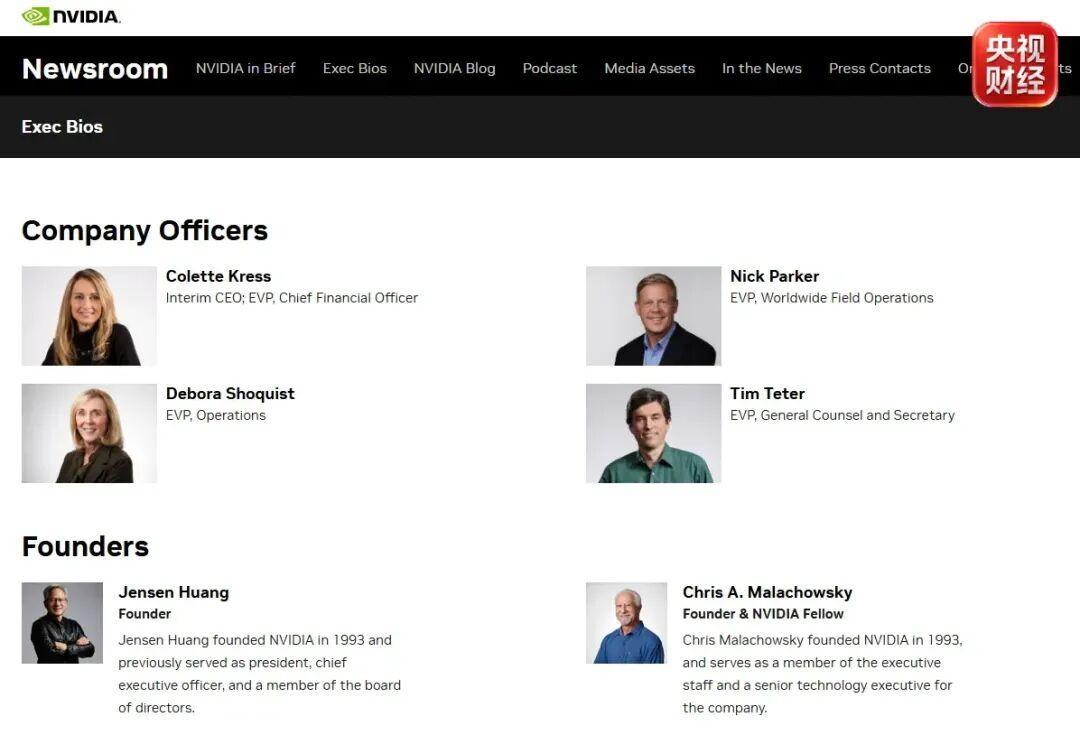 NVIDIA.
Newsroom
NVIDIA in Brief
Exec Bios
NVIDIA Blog
Podcast
Media Assets
In the News
Press Contacts
央视
财经
Exec Bios
Company Officers
Colette Kress
Interim CEO; EVP, Chief Financial Officer
Nick Parker
EVP, Worldwide Field Operations
Debora Shoquist
EVP, Operations
Tim Teter
EVP, General Counsel and Secretary
Founders
Jensen Huang
Founder
Jensen Huang founded NVIDIA in 1993 and
previously served as president, chief
executive officer, and a member of the board
of directors.
Chris A. Malachowsky
Founder & NVIDIA Fellow
Chris Malachowsky founded NVIDIA in 1993,
and serves as a member of the executive
staff and a senior technology executive for
the company.